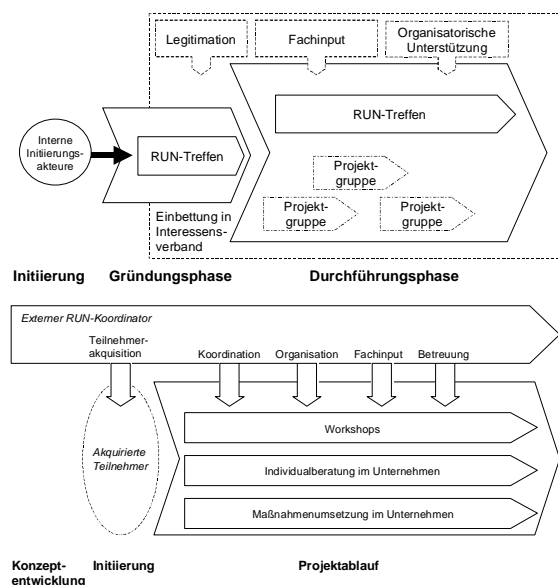 Legitimation
Fachinput
Organisatorische
Unterstützung
Interne
Initiierungs-
akteure
RUN-Treffen
RUN-Treffen
Projekt-
gruppe
Projekt-
gruppe
Projekt-
gruppe
Einbettung in
Interessens-
verband
Initiierung Gründungsphase Durchführungsphase
Externer RUN-Koordinator
Teilnehmer-
akquisition
Koordination Organisation Fachinput Betreuung
Akquirierte
Teilnehmer
Workshops
Individualberatung im Unternehmen
Maßnahmenumsetzung im Unternehmen
Konzept-
entwicklung
Initiierung
Projektablauf